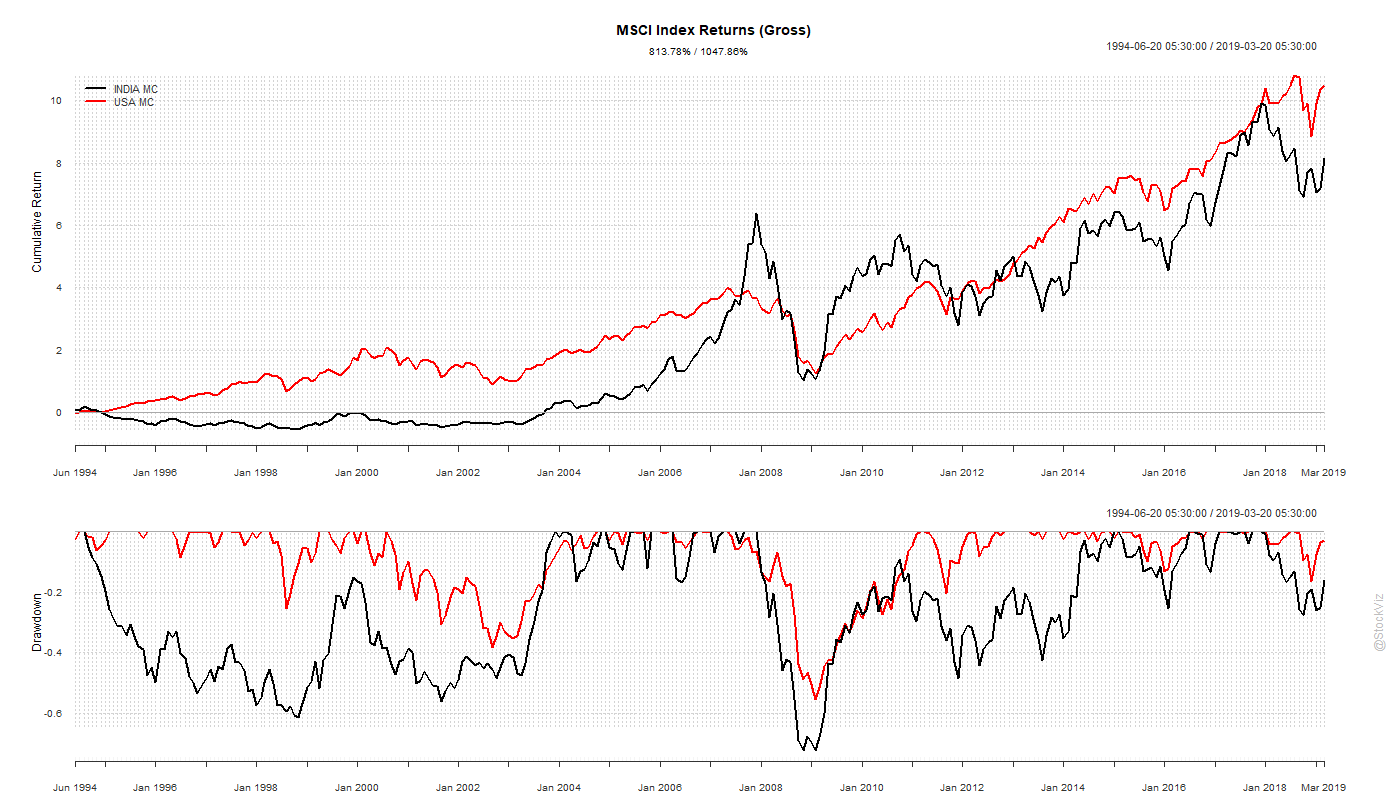 MSCI Index Returns (Gross)
813.78% / 1047.86%
1994-06-20 05:30:00 / 2019-03-20 05:30:00
INDIA MC
USA MC
Cumulative Return
10
8
6
4
2
0
Jun 1994 Jan 1996 Jan 1998 Jan 2000 Jan 2002 Jan 2004 Jan 2006 Jan 2008 Jan 2010 Jan 2012 Jan 2014 Jan 2016 Jan 2018 Mar 2019
1994-06-20 05:30:00 / 2019-03-20 05:30:00
Drawdown
-0.2
-0.4
-0.6
Jun 1994 Jan 1996 Jan 1998 Jan 2000 Jan 2002 Jan 2004 Jan 2006 Jan 2008 Jan 2010 Jan 2012 Jan 2014 Jan 2016 Jan 2018 Mar 2019
@StockViz